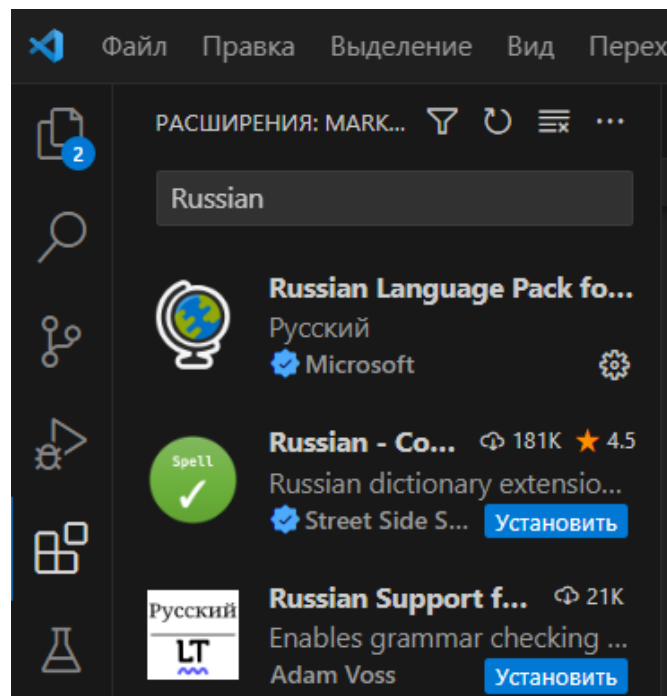 Файл Правка Выделение Вид Перех
РАСШИРЕНИЯ: MARK... ...
2
Russian
Russian Language Pack fo...
Русский
Microsoft
Russian - Co... 181K 4.5
Spell
Russian dictionary extensio...
Street Side S... Установить
Russian Support f... 21K
Русский
LT
Enables grammar checking ...
Adam Voss Установить